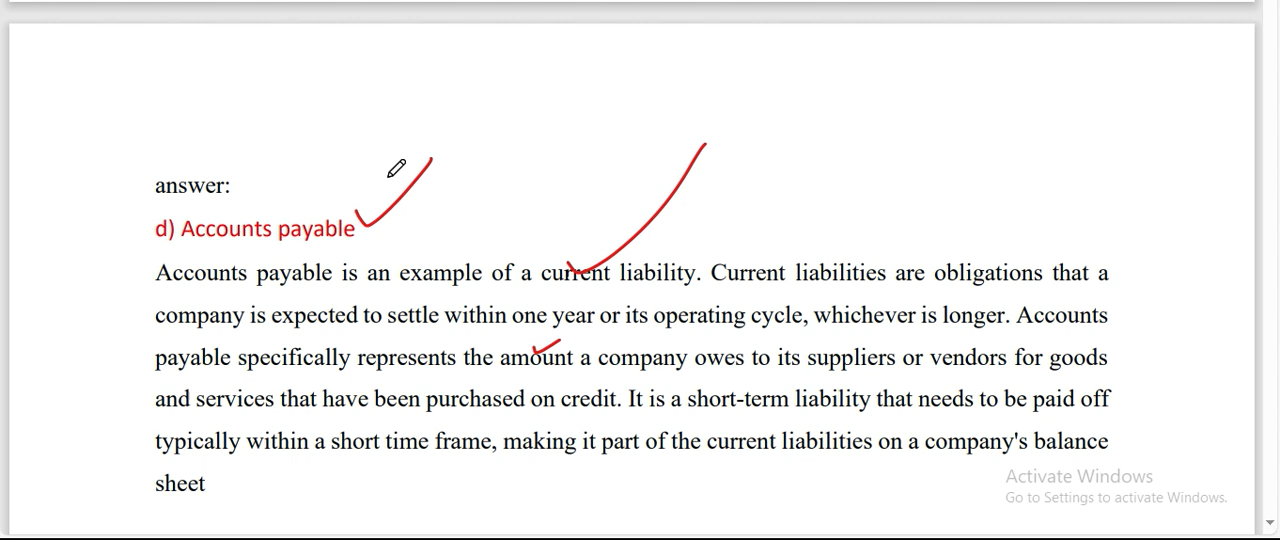 answer:
d) Accounts payable
Accounts payable is an example of a current liability. Current liabilities are obligations that a
company is expected to settle within one year or its operating cycle, whichever is longer. Accounts
payable specifically represents the amount a company owes to its suppliers or vendors for goods
and services that have been purchased on credit. It is a short-term liability that needs to be paid off
typically within a short time frame, making it part of the current liabilities on a company's balance
sheet
Activate Windows
Go to Settings to activate Windows.